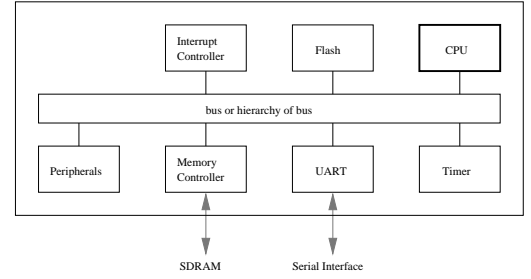 Interrupt
Controller
Flash
CPU
bus or hierarchy of bus
Peripherals
Memory
Controller
UART
Timer
SDRAM
Serial Interface